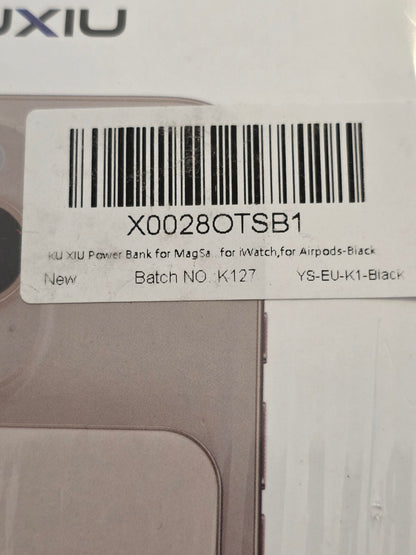 UXIU
X0028OTSB1
KU XIU Power Bank for MagSa...for iWatch,for Airpods-Black
New Batch NO.:K127 YS-EU-K1-Black